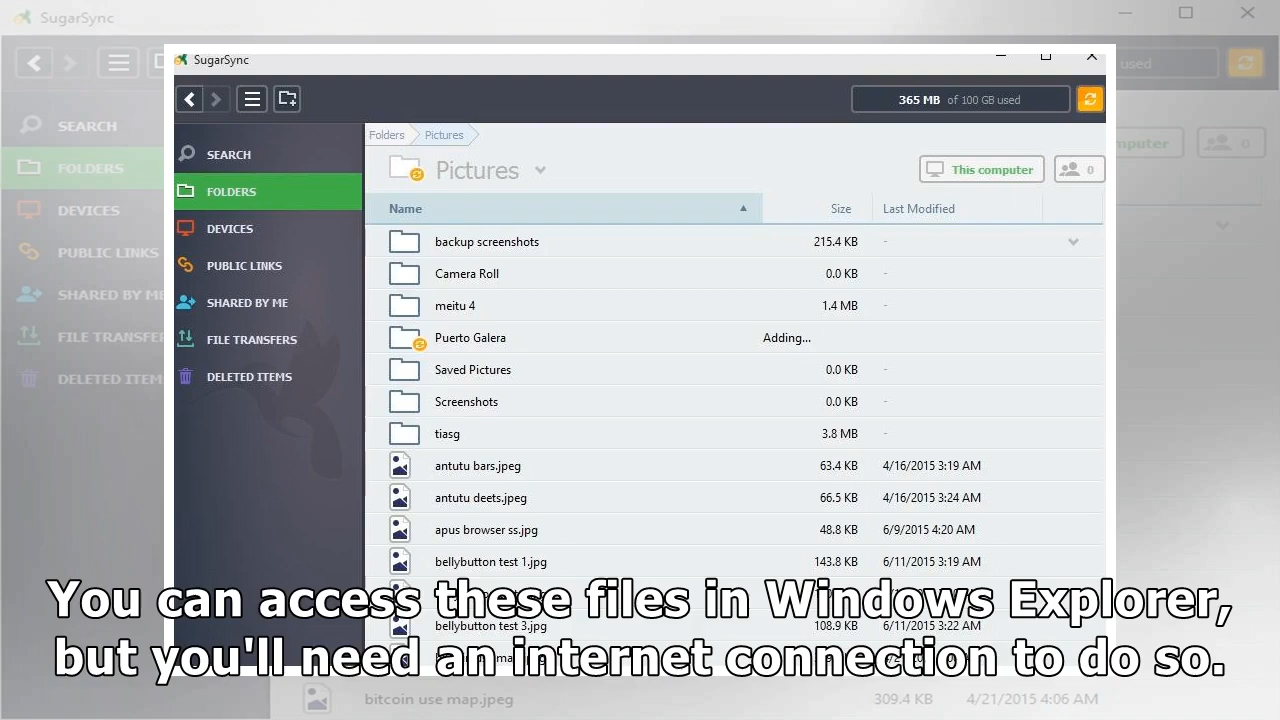 SugarSync
used
SEARCH
FOLDERS
DEVICES
PUBLIC LINKS
SHARED BY ME
FILE TRANSFER
DELETED ITEM
mputer
0
SugarSync
365 MB of 100 GB used
Folders Pictures
Pictures
This computer
0
SEARCH
FOLDERS
DEVICES
PUBLIC LINKS
SHARED BY ME
FILE TRANSFERS
DELETED ITEMS
Name Size Last Modified
backup screenshots 215.4 KB -
Camera Roll 0.0 KB -
meitu 4 1.4 MB -
Puerto Galera Adding...
Saved Pictures 0.0 KB -
Screenshots 0.0 KB -
tiasg 3.8 MB -
antutu bars.jpeg 63.4 KB 4/16/2015 3:19 AM
antutu deets.jpeg 66.5 KB 4/16/2015 3:24 AM
apus browser ss.jpg 48.8 KB 6/9/2015 4:20 AM
bellybutton test 1.jpg 143.8 KB 6/11/2015 3:19 AM
bellybutton test 3.jpg 108.9 KB 6/11/2015 3:22 AM
You can access these files in Windows Explorer,
but you'll need an internet connection to do so.
bitcoin use map.jpeg 309.4 KB 4/21/2015 4:06 AM